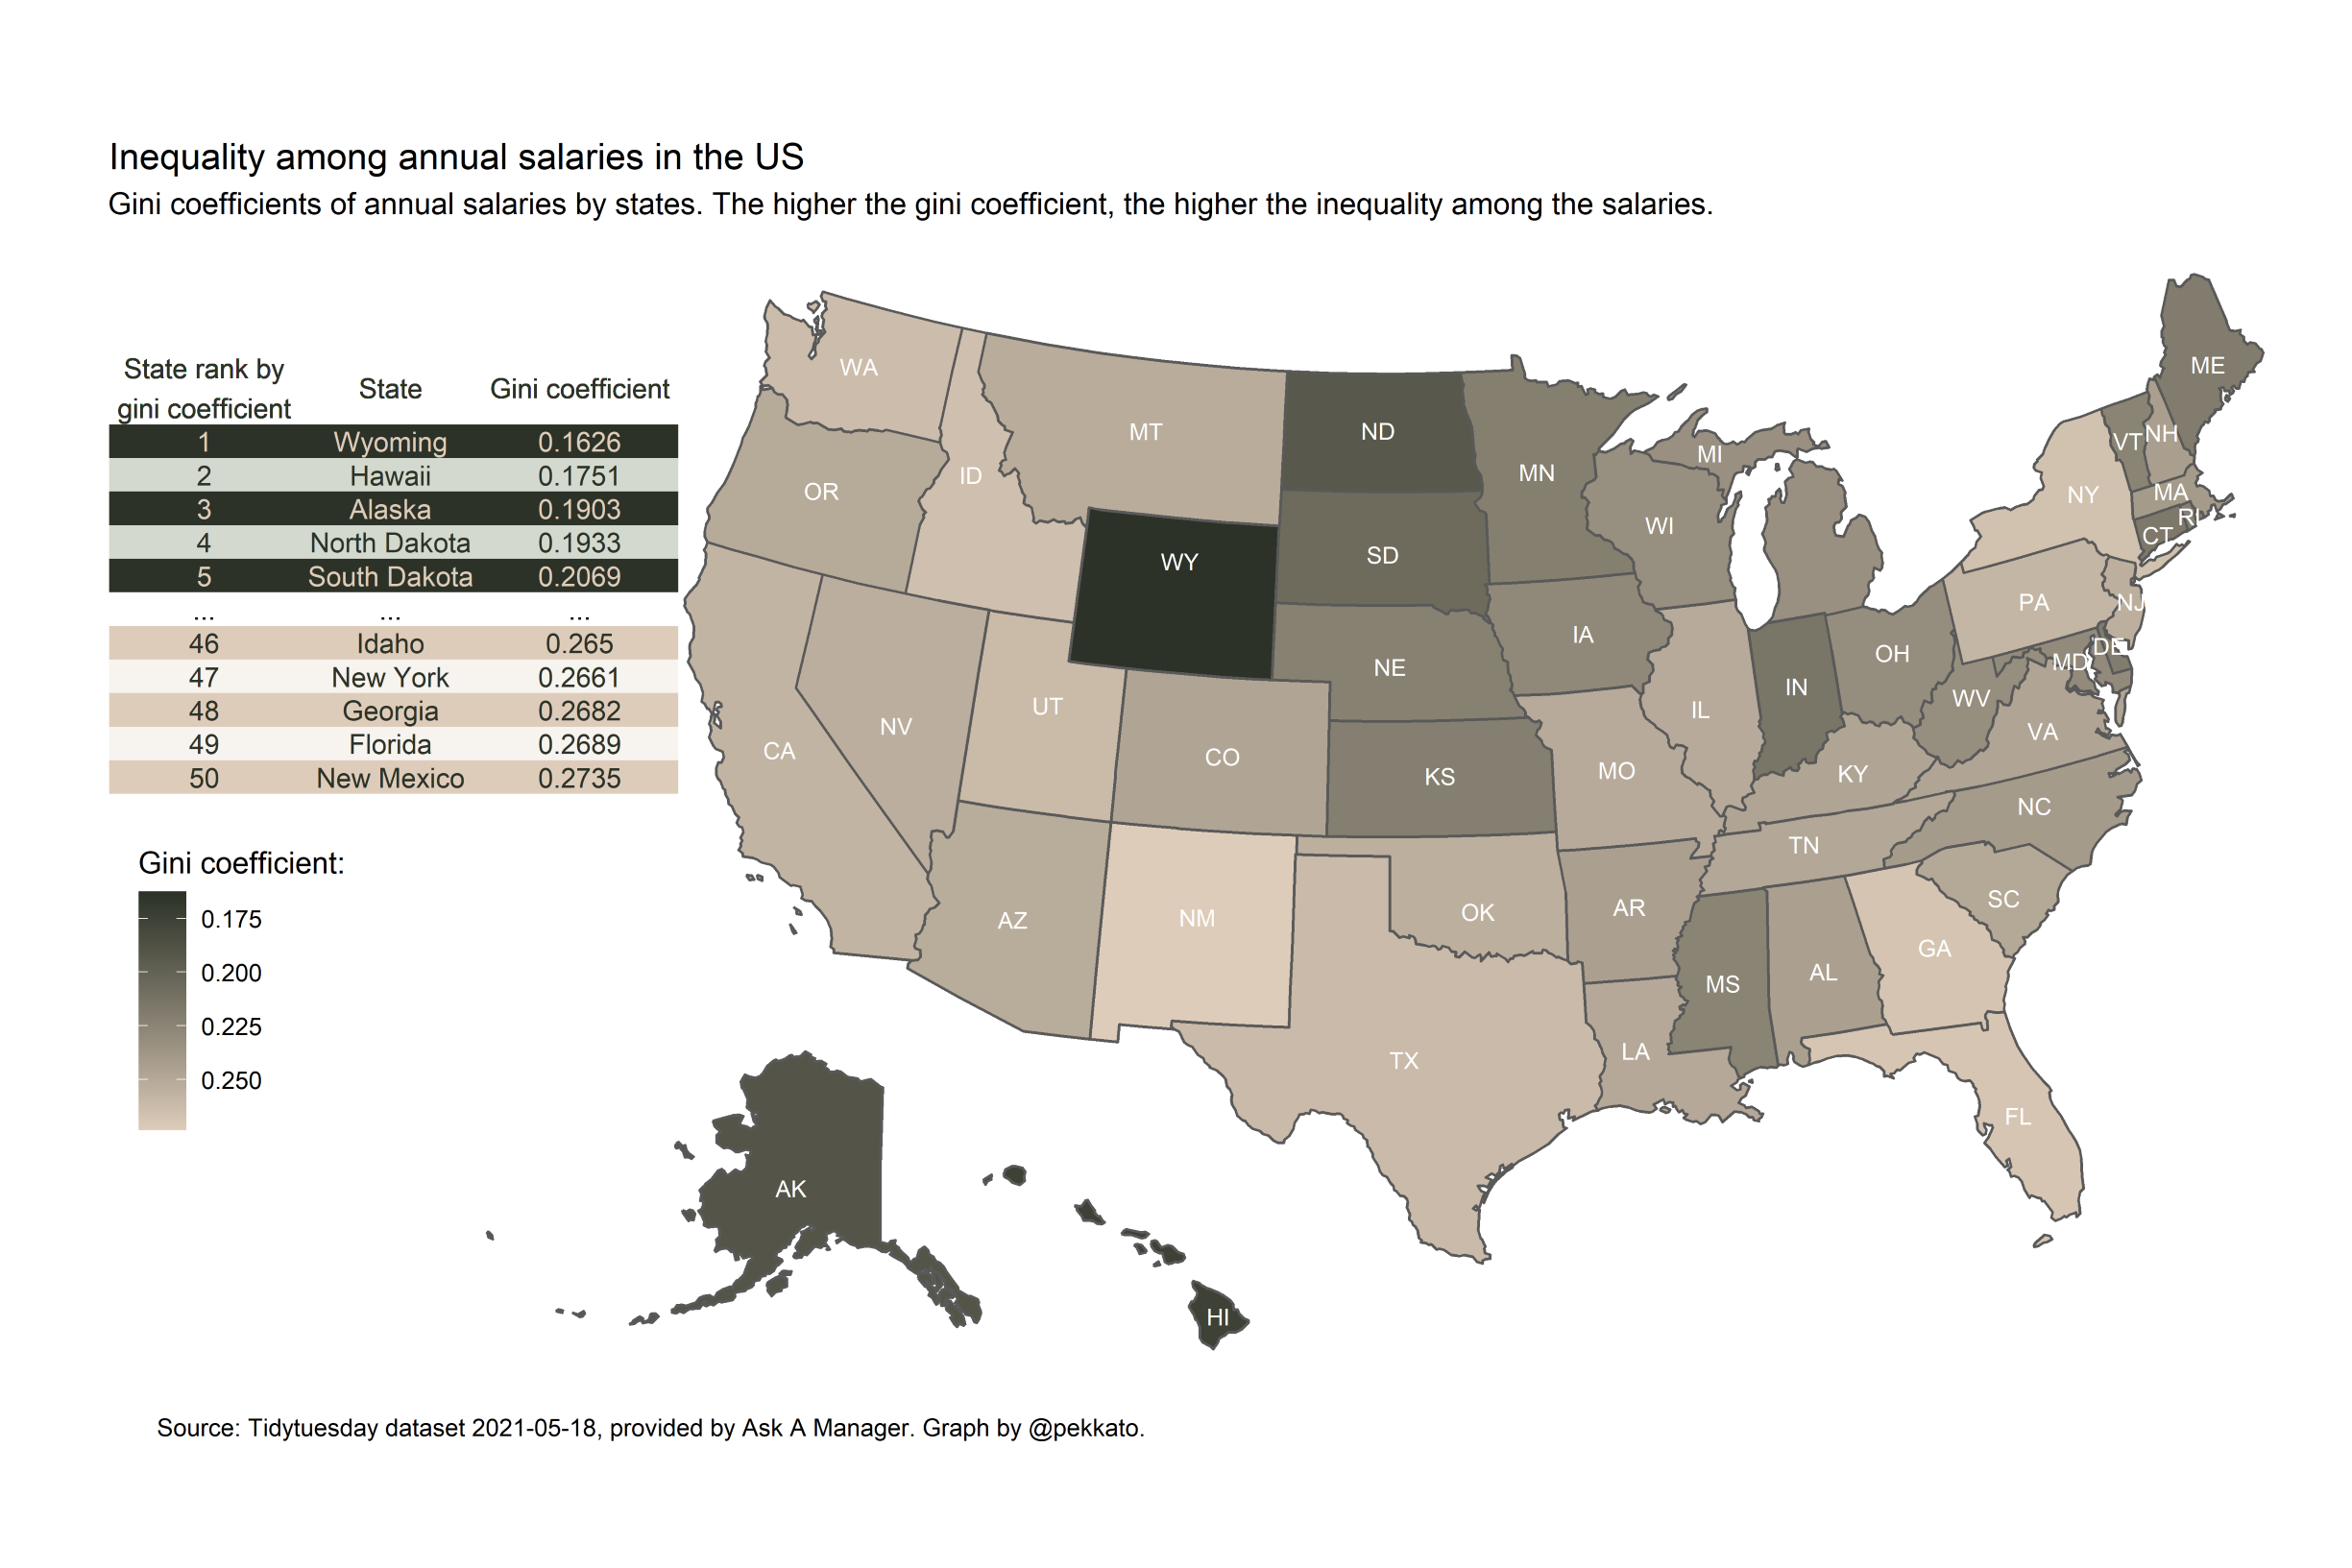 Inequality among annual salaries in the US
Gini coefficients of annual salaries by states. The higher the gini coefficient, the higher the inequality among the salaries.
State rank by
gini coefficient State Gini coefficient
1 Wyoming 0.1626
2 Hawaii 0.1751
3 Alaska 0.1903
4 North Dakota 0.1933
5 South Dakota 0.2069
... ... ...
46 Idaho 0.265
47 New York 0.2661
48 Georgia 0.2682
49 Florida 0.2689
50 New Mexico 0.2735
Gini coefficient:
0.175
0.200
0.225
0.250
WA
MT
ND
MN
MI
ME
VT
NH
ID
OR
NY
MA
RI
CT
WI
WY
SD
PA
NJ
IA
NE
OH
DE
MD
IN
WV
UT
IL
NV
VA
CA
CO
KS
MO
KY
NC
TN
AZ
NM
OK
AR
SC
GA
MS
AL
LA
TX
FL
AK
HI
Source: Tidytuesday dataset 2021-05-18, provided by Ask A Manager. Graph by @pekkato.